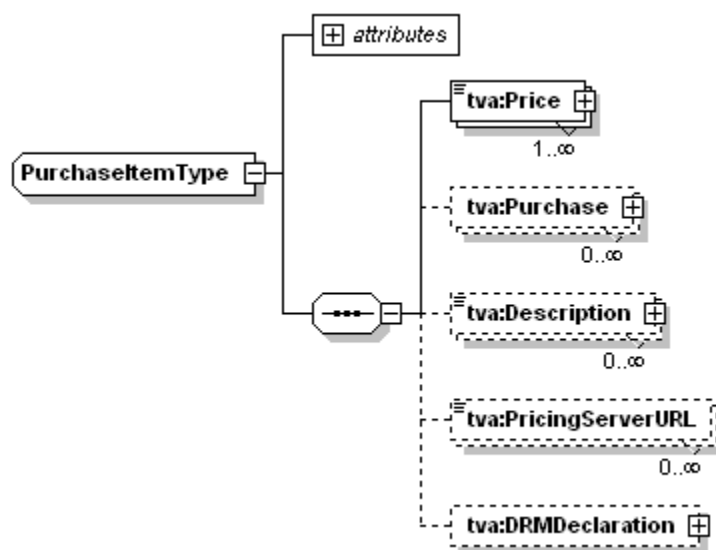 attributes
tva:Price
1..∞
PurchaseItemType
tva:Purchase
0..∞
tva:Description
0..∞
tva:PricingServerURL
0..∞
tva:DRMDeclaration